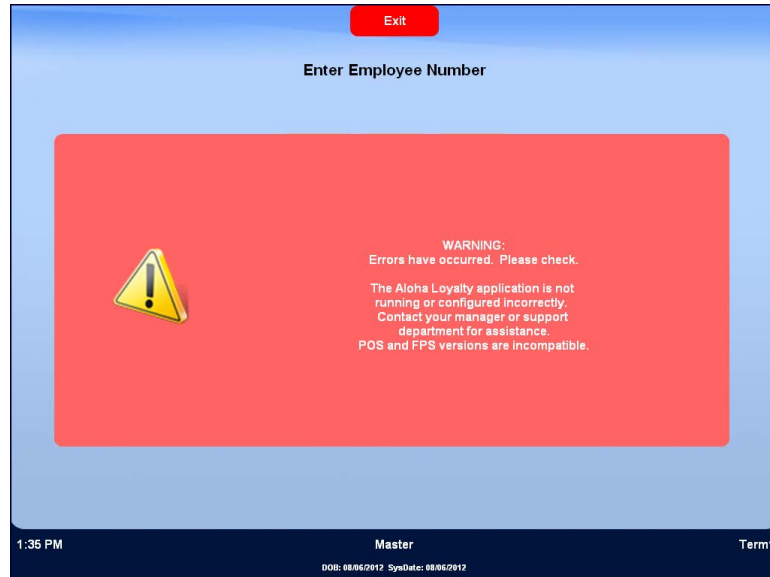 Exit
Enter Employee Number
WARNING:
Errors have occurred. Please check.
The Aloha Loyalty application is not
running or configured incorrectly.
Contact your manager or support
department for assistance.
POS and FPS versions are incompatible.
1:35 PM
Master
Term
DOB: 08/06/2012 SysDate: 08/06/2012